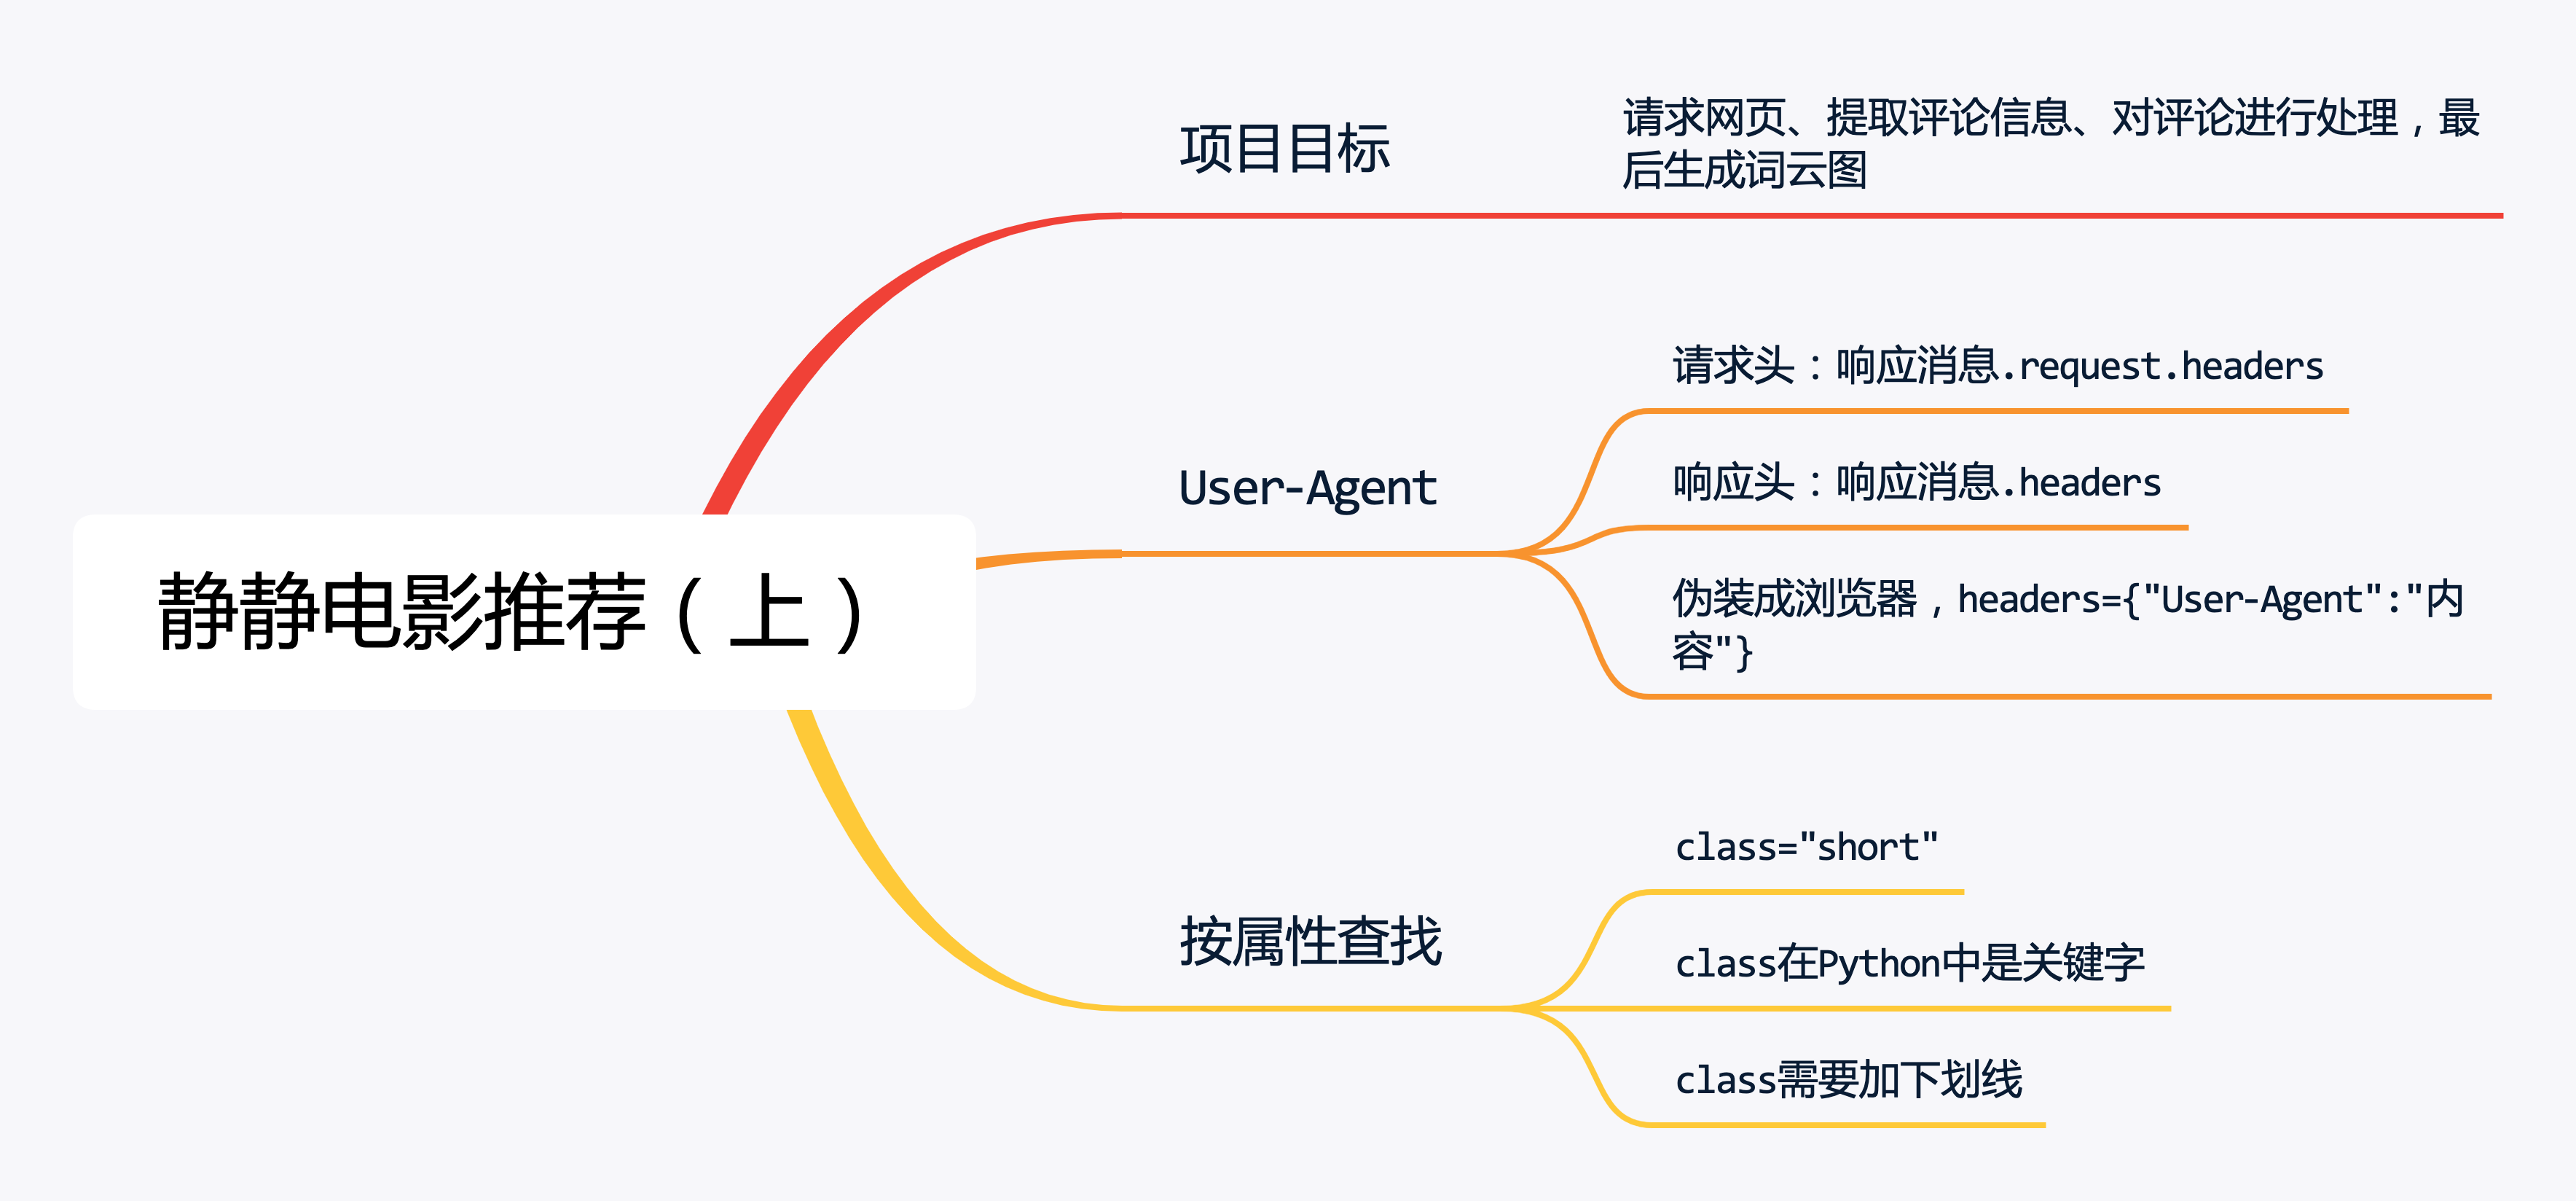 静静电影推荐（上）
项目目标
请求网页、提取评论信息、对评论进行处理，最
后生成词云图
User-Agent
请求头：响应消息.request.headers
响应头：响应消息.headers
伪装成浏览器，headers={"User-Agent":"内
容"}
按属性查找
class="short"
class在Python中是关键字
class需要加下划线